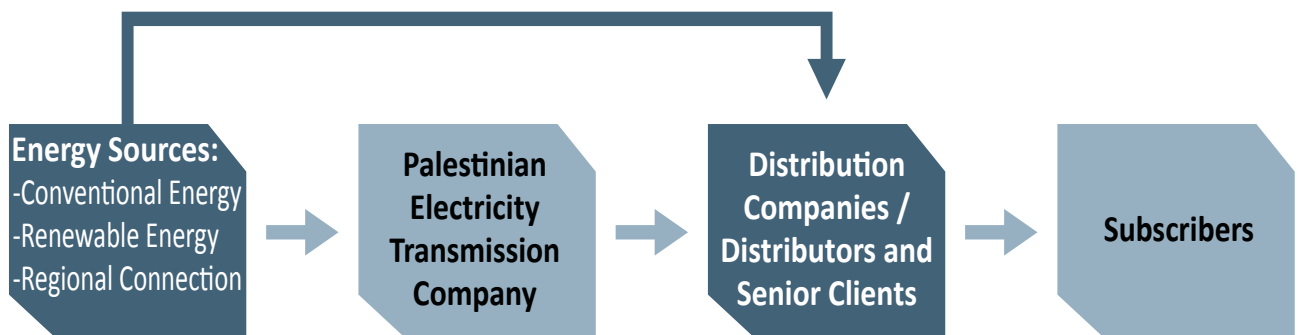 Energy Sources:
-Conventional Energy
-Renewable Energy
-Regional Connection
Palestinian
Electricity
Transmission
Company
Distribution
Companies /
Distributors and
Senior Clients
Subscribers